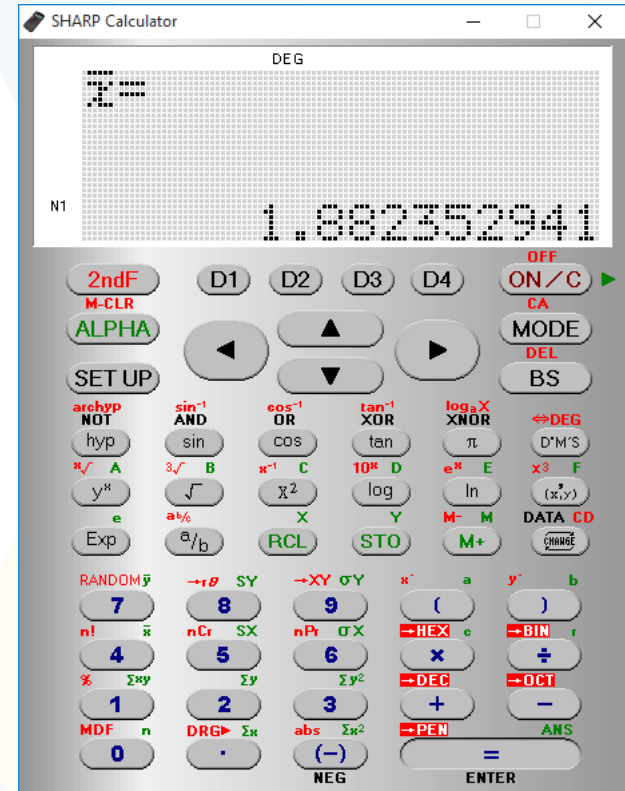 SHARP Calculator
DEG
x̄=
N1
1.882352941
OFF
2ndF D1 D2 D3 D4 ON/C
M-CLR CA
ALPHA MODE
DEL
SET UP BS
archyp sin⁻¹ cos⁻¹ tan⁻¹ logₐX
NOT AND OR XOR XNOR ⇔DEG
hyp sin cos tan π D°M'S
ˣ√ A ³√ B x⁻¹ C 10ˣ D eˣ E x³ F
yˣ √ X² log ln (x,y)
e ab/c X Y M- M DATA CD
Exp a/b RCL STO M+ CHANGE
RANDOM ȳ →rθ SY →XY σY x' a y' b
7 8 9 ( )
n! x̄ nCr SX nPr σX →HEX c →BIN r
4 5 6 × ÷
% Σxy Σy Σy² →DEC →OCT
1 2 3 + −
MDF n DRG▶ Σx abs Σx² →PEN ANS
0 · (−) =
NEG ENTER